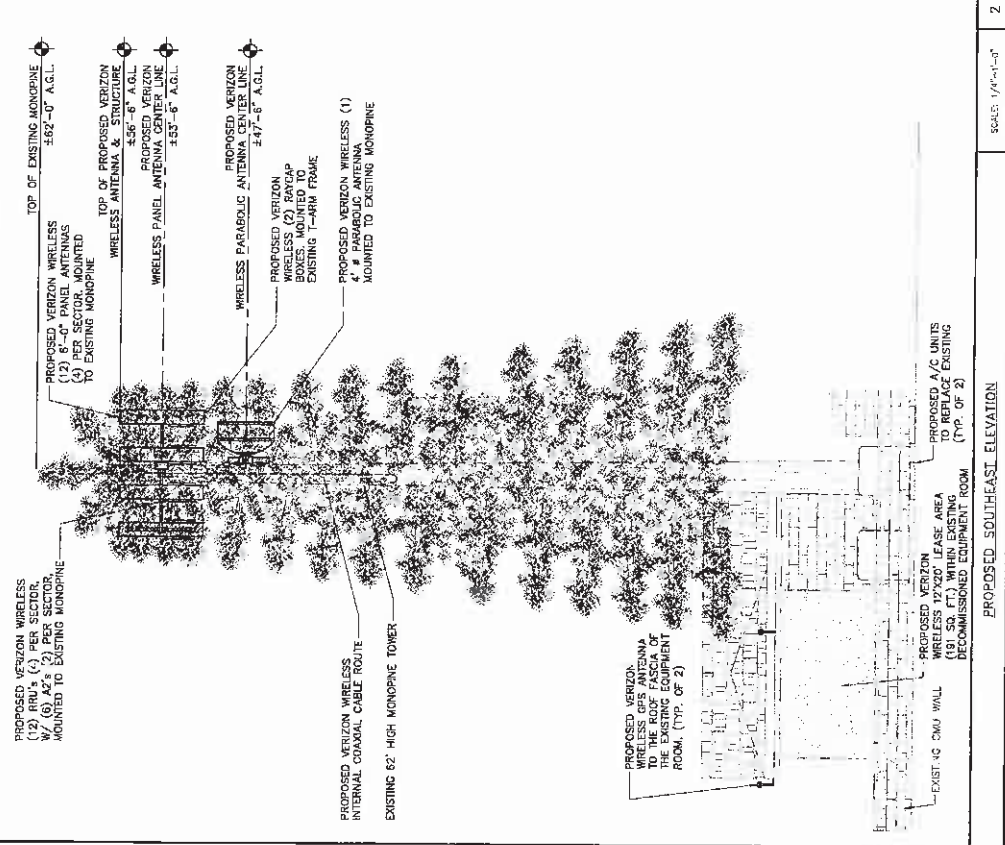 TOP OF EXISTING MONOPINE
±62'-0" A.G.L.
PROPOSED VERIZON WIRELESS
(12) 6'-0" PANEL ANTENNAS
(4) PER SECTOR, MOUNTED
TO EXISTING MONOPINE
TOP OF PROPOSED VERIZON
WIRELESS ANTENNA & STRUCTURE
±56'-6" A.G.L.
PROPOSED VERIZON
WIRELESS PANEL ANTENNA CENTER LINE
±53'-6" A.G.L.
PROPOSED VERIZON
WIRELESS PARABOLIC ANTENNA CENTER LINE
±47'-6" A.G.L.
PROPOSED VERIZON
WIRELESS (2) RAYCAP
BOXES, MOUNTED TO
EXISTING T-ARM FRAME
PROPOSED VERIZON WIRELESS (1)
4' ø PARABOLIC ANTENNA
MOUNTED TO EXISTING MONOPINE
PROPOSED VERIZON WIRELESS
(12) RRU's (4) PER SECTOR,
W/ (6) A2's (2) PER SECTOR,
MOUNTED TO EXISTING MONOPINE
PROPOSED VERIZON WIRELESS
INTERNAL COAXIAL CABLE ROUTE
EXISTING 62' HIGH MONOPINE TOWER
PROPOSED VERIZON
WIRELESS GPS ANTENNA
TO THE ROOF FASCIA OF
THE EXISTING EQUIPMENT
ROOM. (TYP. OF 2)
EXISTING CMU WALL
PROPOSED VERIZON
WIRELESS 12'X20' LEASE AREA
(191 SQ. FT.) WITHIN EXISTING
DECOMMISSIONED EQUIPMENT ROOM
PROPOSED A/C UNITS
TO REPLACE EXISTING
(TYP. OF 2)
PROPOSED SOUTHEAST ELEVATION
SCALE: 1/4"=1'-0"
2